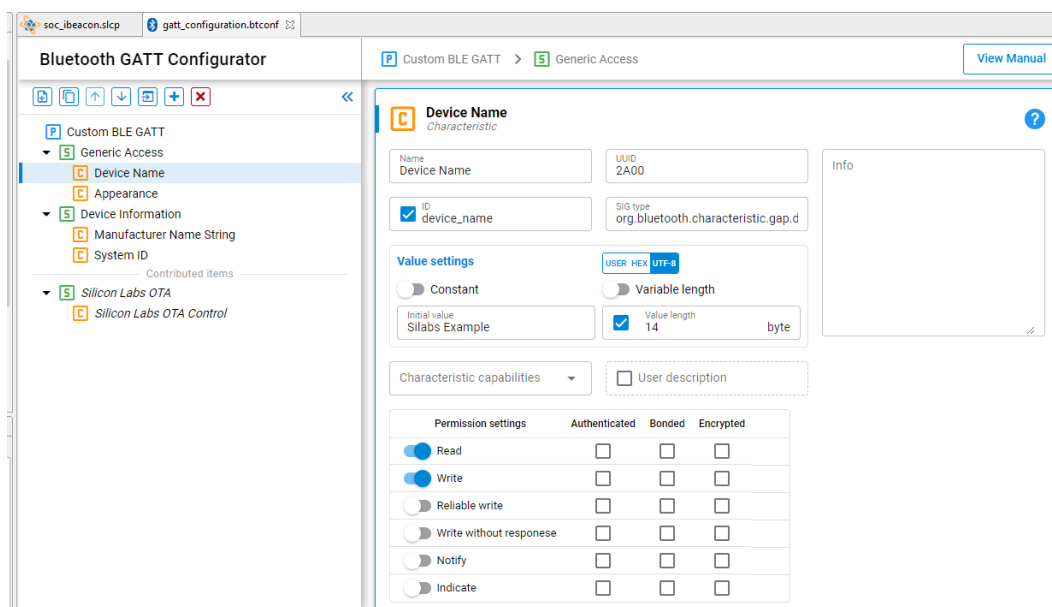 soc_ibeacon.slcp
gatt_configuration.btconf
Bluetooth GATT Configurator
P Custom BLE GATT
S Generic Access
C Device Name
C Appearance
S Device Information
C Manufacturer Name String
C System ID
Contributed items
S Silicon Labs OTA
C Silicon Labs OTA Control
P Custom BLE GATT > S Generic Access
View Manual
C Device Name
Characteristic
?
Name
Device Name
UUID
2A00
Info
ID
device_name
SIG type
org.bluetooth.characteristic.gap.d
Value settings
USER HEX UTF-8
Constant
Variable length
Initial value
Silabs Example
Value length
14 byte
Characteristic capabilities
User description
Permission settings Authenticated Bonded Encrypted
Read
Write
Reliable write
Write without responese
Notify
Indicate